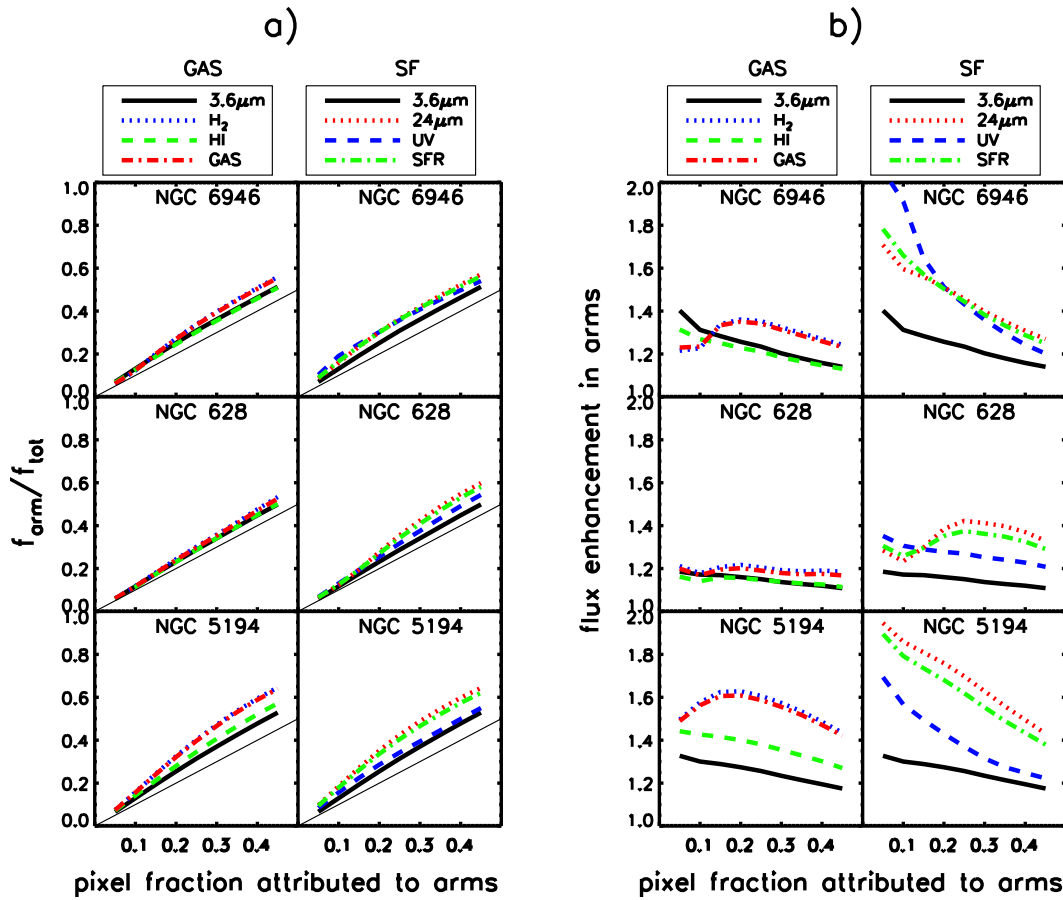 a)
GAS
3.6μm
H2
HI
GAS
SF
3.6μm
24μm
UV
SFR
1.0
0.8
0.6
0.4
0.2
0.0
NGC 6946
NGC 6946
1.0
0.8
0.6
0.4
0.2
0.0
NGC 628
NGC 628
1.0
0.8
0.6
0.4
0.2
0.0
NGC 5194
NGC 5194
farm/ftot
0.1 0.2 0.3 0.4
0.1 0.2 0.3 0.4
pixel fraction attributed to arms
b)
GAS
3.6μm
H2
HI
GAS
SF
3.6μm
24μm
UV
SFR
2.0
1.8
1.6
1.4
1.2
1.0
NGC 6946
NGC 6946
2.0
1.8
1.6
1.4
1.2
1.0
NGC 628
NGC 628
2.0
1.8
1.6
1.4
1.2
1.0
NGC 5194
NGC 5194
flux enhancement in arms
0.1 0.2 0.3 0.4
0.1 0.2 0.3 0.4
pixel fraction attributed to arms